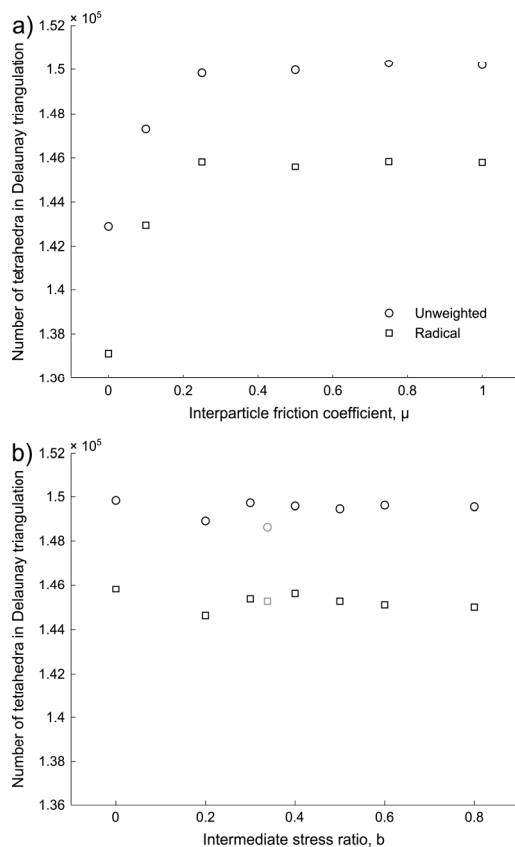 a)
× 10⁵
1.52
1.5
1.48
1.46
1.44
1.42
1.4
1.38
1.36
Number of tetrahedra in Delaunay triangulation
Unweighted
Radical
0 0.2 0.4 0.6 0.8 1
Interparticle friction coefficient, μ
b)
× 10⁵
1.52
1.5
1.48
1.46
1.44
1.42
1.4
1.38
1.36
Number of tetrahedra in Delaunay triangulation
0 0.2 0.4 0.6 0.8
Intermediate stress ratio, b